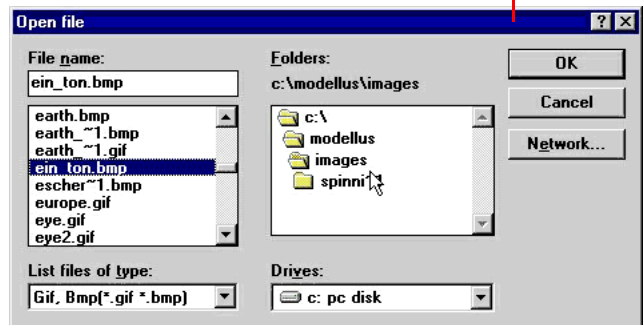 Open file
File name:
ein_ton.bmp
earth.bmp
earth_~1.bmp
earth_~1.gif
ein_ton.bmp
escher~1.bmp
europe.gif
eye.gif
eye2.gif
List files of type:
Gif, Bmp(*.gif *.bmp)
Folders:
c:\modellus\images
c:\
modellus
images
Drives:
c: pc disk
OK
Cancel
Network...